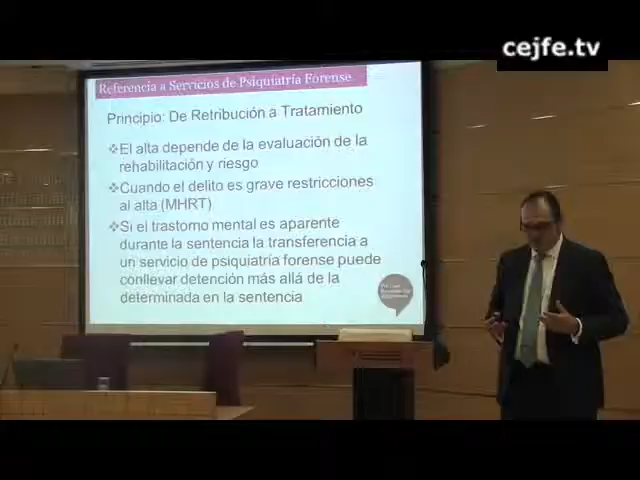 cejfe.tv
Referencia a Servicios de Psiquiatría Forense
Principio: De Retribución a Tratamiento
❖El alta depende de la evaluación de la
rehabilitación y riesgo
❖Cuando el delito es grave restricciones
al alta (MHRT)
❖Si el trastorno mental es aparente
durante la sentencia la transferencia a
un servicio de psiquiatría forense puede
conllevar detención más allá de la
determinada en la sentencia